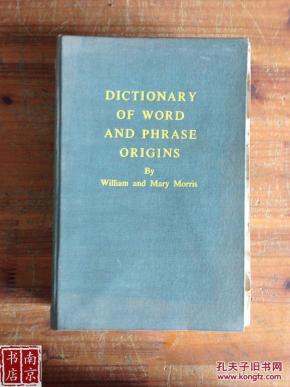 DICTIONARY
OF WORD
AND PHRASE
ORIGINS
By
William and Mary Morris
南京
书店
孔夫子旧书网
kongfz.com